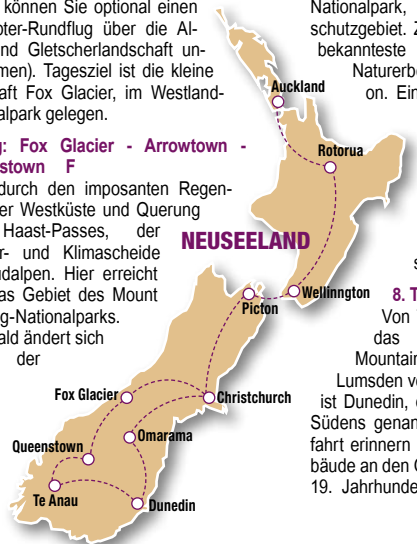 können Sie optional einen
pter-Rundflug über die Al-
nd Gletscherlandschaft un-
men). Tagesziel ist die kleine
aft Fox Glacier, im Westland-
alpark gelegen.
g: Fox Glacier - Arrowtown -
stown F
durch den imposanten Regen-
er Westküste und Querung
Haast-Passes, der
r- und Klimascheide
üdalpen. Hier erreicht
as Gebiet des Mount
g-Nationalparks.
ald ändert sich
der
Nationalpark,
schutzgebiet. Z
bekannteste
Naturerbe
on. Ein
s
8. T
Von
das
Mountain
Lumsden v
ist Dunedin,
Südens genan
fahrt erinnern
bäude an den
19. Jahrhunde
NEUSEELAND
Auckland
Rotorua
Wellinngton
Picton
Christchurch
Fox Glacier
Omarama
Queenstown
Te Anau
Dunedin